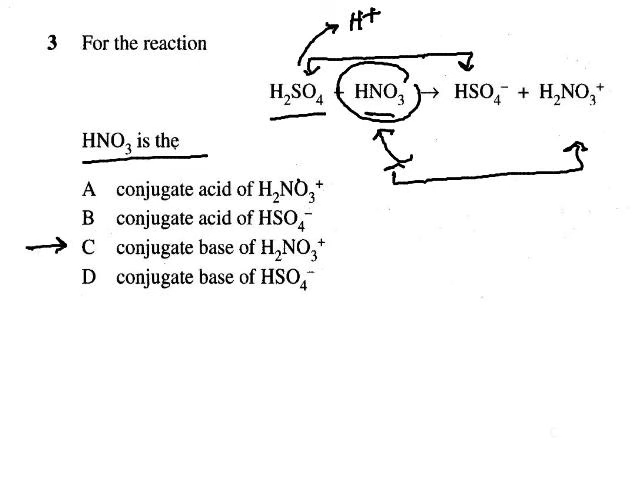 H+
3 For the reaction
H₂SO₄ + HNO₃ → HSO₄⁻ + H₂NO₃⁺
HNO₃ is the
A conjugate acid of H₂NO₃⁺
B conjugate acid of HSO₄⁻
C conjugate base of H₂NO₃⁺
D conjugate base of HSO₄⁻